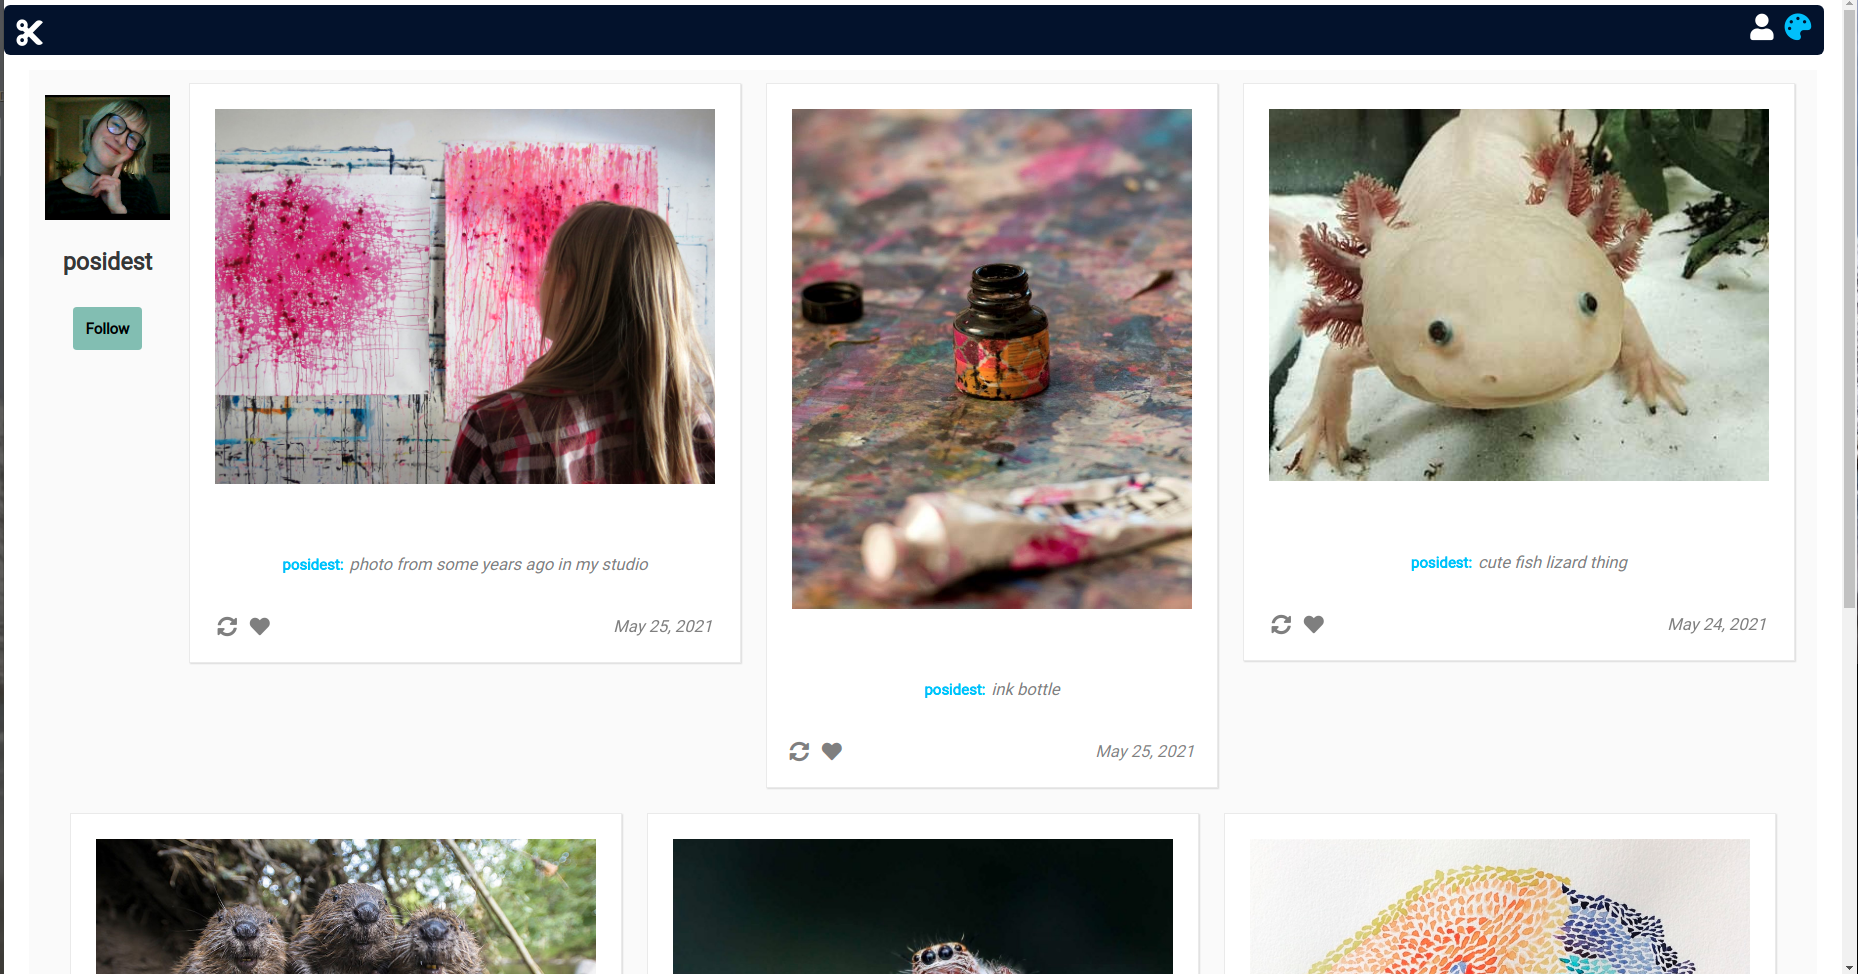 posidest
Follow
posidest: photo from some years ago in my studio
May 25, 2021
posidest: ink bottle
May 25, 2021
posidest: cute fish lizard thing
May 24, 2021